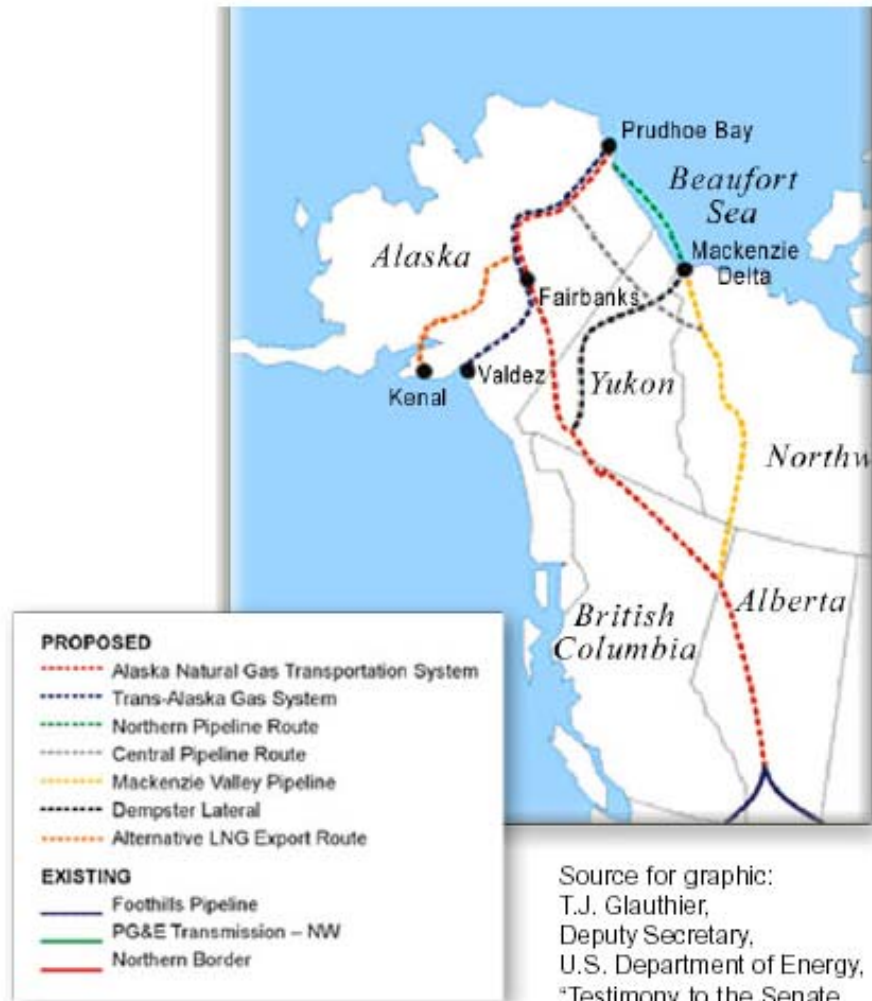 Prudhoe Bay
Beaufort
Sea
Mackenzie
Delta
Alaska
Fairbanks
Kenal
Valdez
Yukon
Northw
British
Columbia
Alberta
PROPOSED
Alaska Natural Gas Transportation System
Trans-Alaska Gas System
Northern Pipeline Route
Central Pipeline Route
Mackenzie Valley Pipeline
Dempster Lateral
Alternative LNG Export Route
EXISTING
Foothills Pipeline
PG&E Transmission – NW
Northern Border
Source for graphic:
T.J. Glauthier,
Deputy Secretary,
U.S. Department of Energy,
"Testimony to the Senate